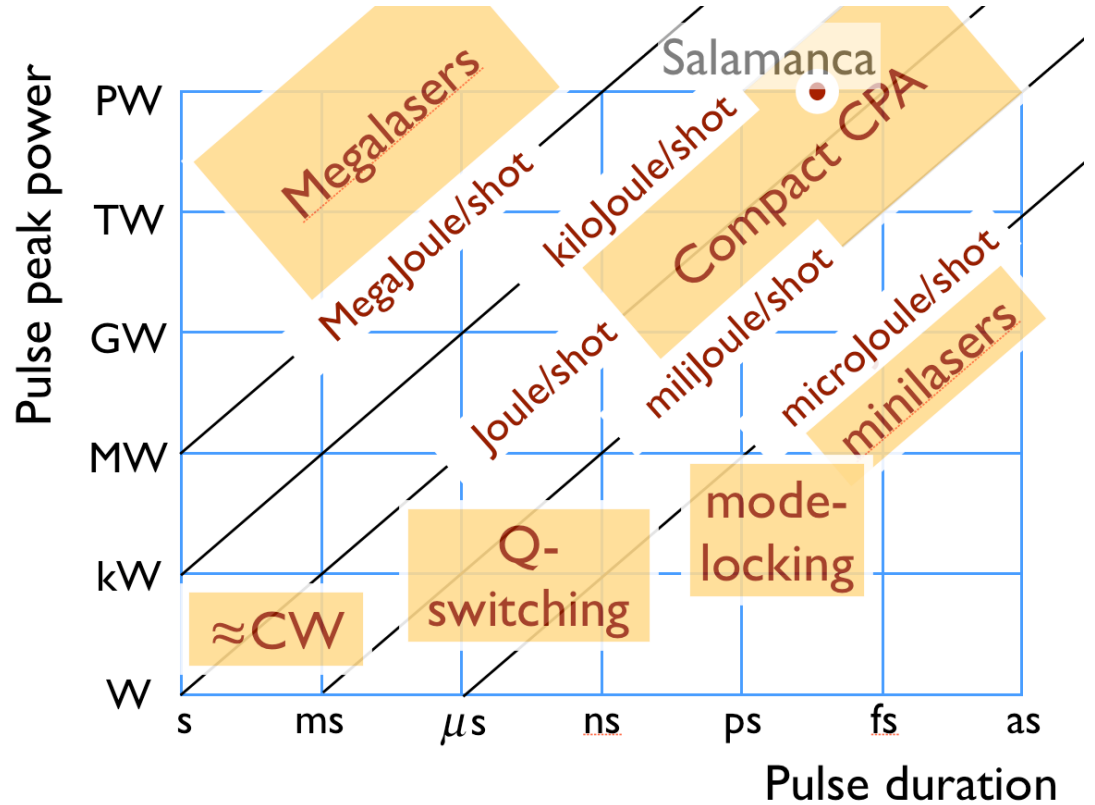 Pulse peak power
PW
TW
GW
MW
kW
W
Megalasers
Salamanca
Compact CPA
MegaJoule/shot
kiloJoule/shot
Joule/shot
miliJoule/shot
microJoule/shot
minilasers
mode-
locking
Q-
switching
≈CW
s
ms
μs
ns
ps
fs
as
Pulse duration